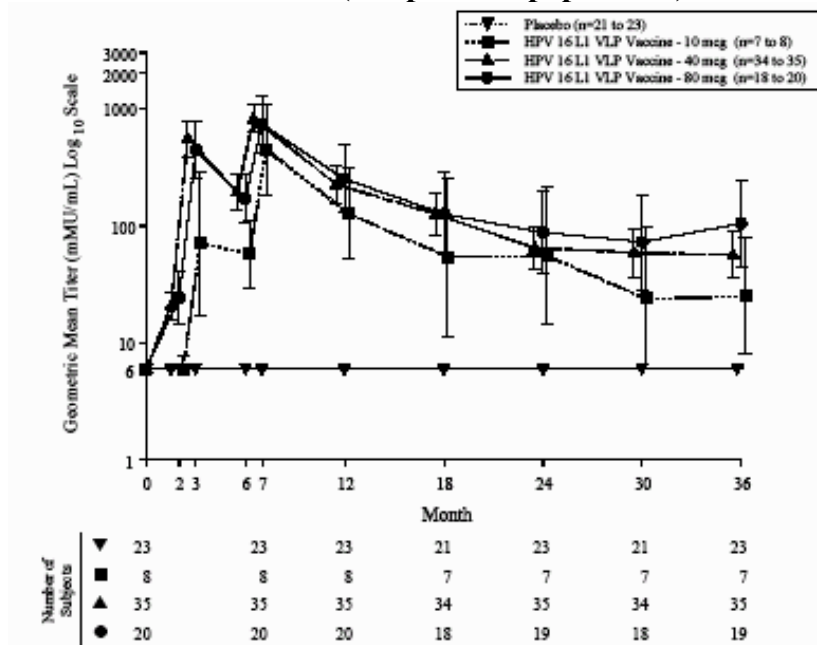 Placebo (n=21 to 23)
HPV 16 L1 VLP Vaccine - 10 mcg (n=7 to 8)
HPV 16 L1 VLP Vaccine - 40 mcg (n=34 to 35)
HPV 16 L1 VLP Vaccine - 80 mcg (n=18 to 20)
Geometric Mean Titer (mMU/mL) Log 10 Scale
3000
2000
1000
100
10
6
1
0 2 3 6 7 12 18 24 30 36
Month
Number of
Subjects
▼ 23 23 23 21 23 21 23
■ 8 8 8 7 7 7 7
▲ 35 35 35 34 35 34 35
● 20 20 20 18 19 18 19